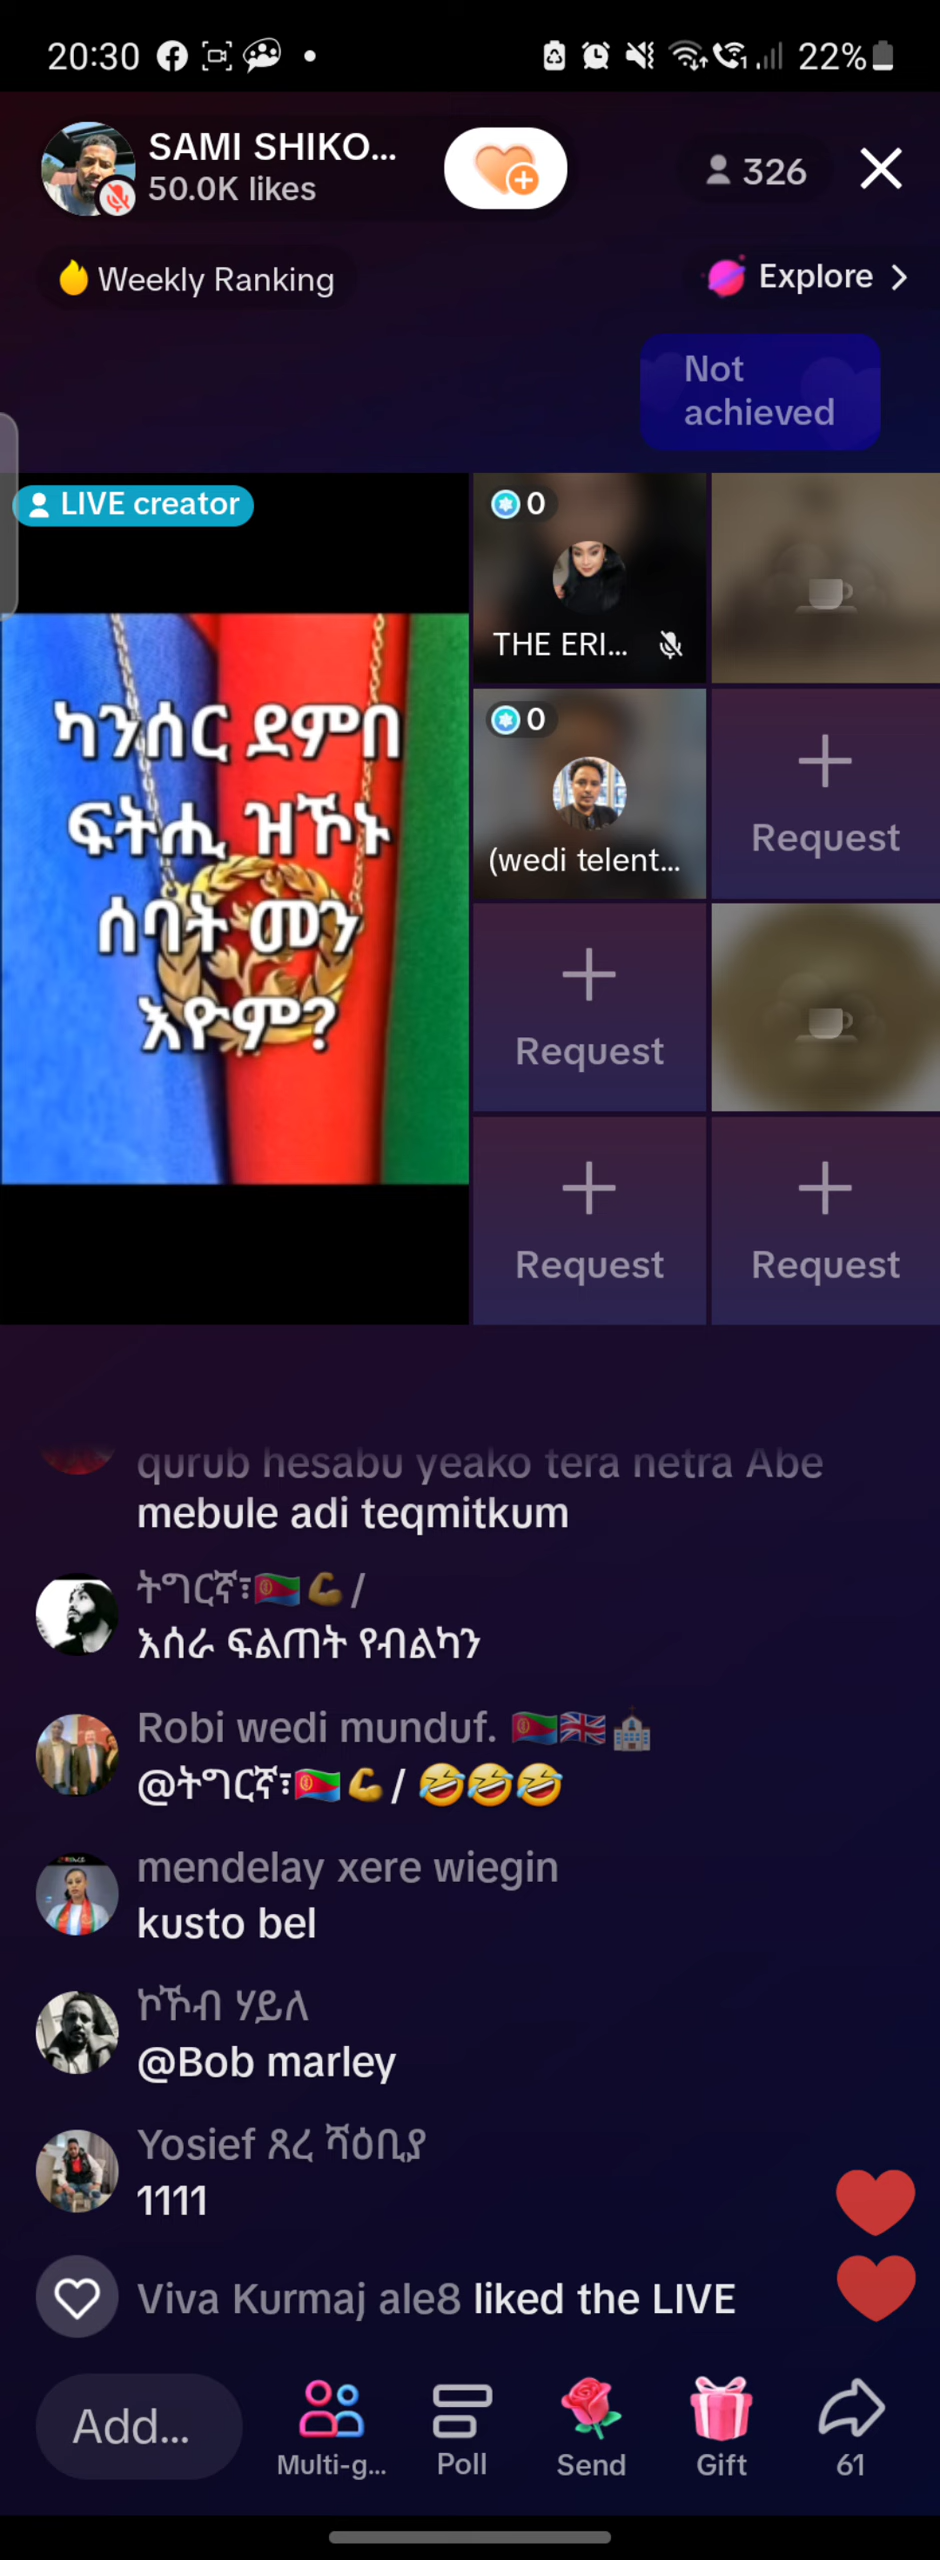 20:30
22%
SAMI SHIKO...
50.0K likes
326
Weekly Ranking
Explore
Not
achieved
LIVE creator
ካንሰር ደምበ
ፍትሒ ዝኾኑ
ሰባት መን
እዮም?
0
THE ERI...
0
(wedi telent...
Request
Request
Request
Request
qurub hesabu yeako tera netra Abe
mebule adi teqmitkum
ትግርኛ፣🇪🇷💪/
እሰራ ፍልጠት የብልካን
Robi wedi munduf. 🇪🇷🇬🇧⛪
@ትግርኛ፣🇪🇷💪/ 🤣🤣🤣
mendelay xere wiegin
kusto bel
ኮኾብ ሃይለ
@Bob marley
Yosief ጸረ ሻዕቢያ
1111
Viva Kurmaj ale8 liked the LIVE
Add...
Multi-g...
Poll
Send
Gift
61